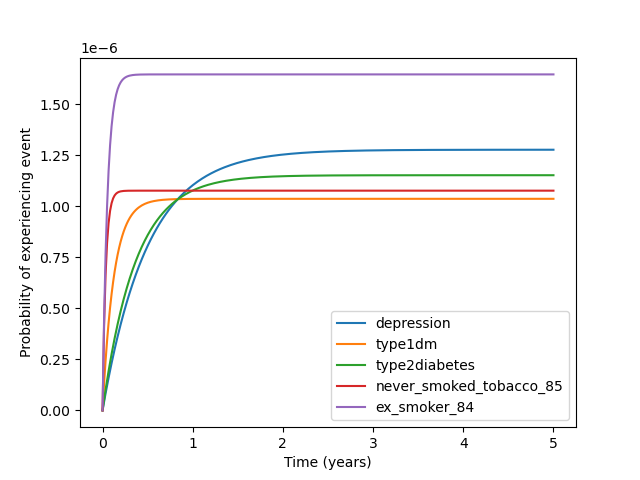 1e−6
Probability of experiencing event
1.50
1.25
1.00
0.75
0.50
0.25
0.00
depression
type1dm
type2diabetes
never_smoked_tobacco_85
ex_smoker_84
0 1 2 3 4 5
Time (years)